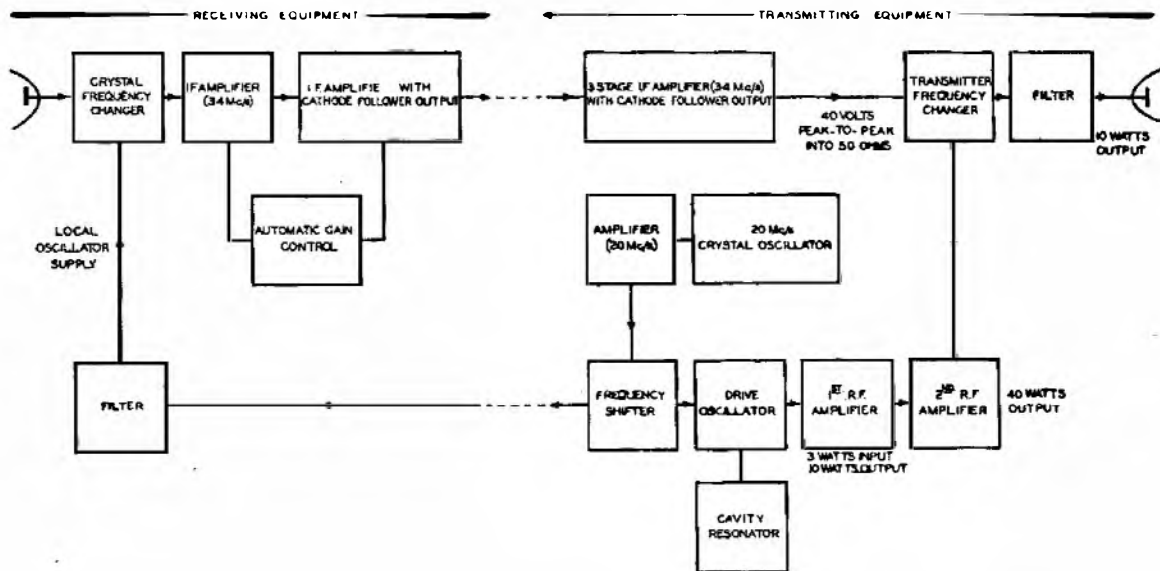 RECEIVING EQUIPMENT
TRANSMITTING EQUIPMENT
CRYSTAL
FREQUENCY
CHANGER
I F AMPLIFIER
(34 Mc/s)
I F. AMPLIFIE WITH
CATHODE FOLLOWER OUTPUT
3 STAGE I.F AMPLIFIER (34 Mc/s)
WITH CATHODE FOLLOWER OUTPUT
40 VOLTS
PEAK-TO-PEAK
INTO 50 OHMS
TRANSMITTER
FREQUENCY
CHANGER
FILTER
10 WATTS
OUTPUT
LOCAL
OSCILLATOR
SUPPLY
AUTOMATIC GAIN
CONTROL
AMPLIFIER
(20 Mc/s)
20 Mc/s
CRYSTAL OSCILLATOR
FILTER
FREQUENCY
SHIFTER
DRIVE
OSCILLATOR
1ST R.F.
AMPLIFIER
2ND R.F
AMPLIFIER
40 WATTS
OUTPUT
3 WATTS INPUT
10 WATTS OUTPUT
CAVITY
RESONATOR